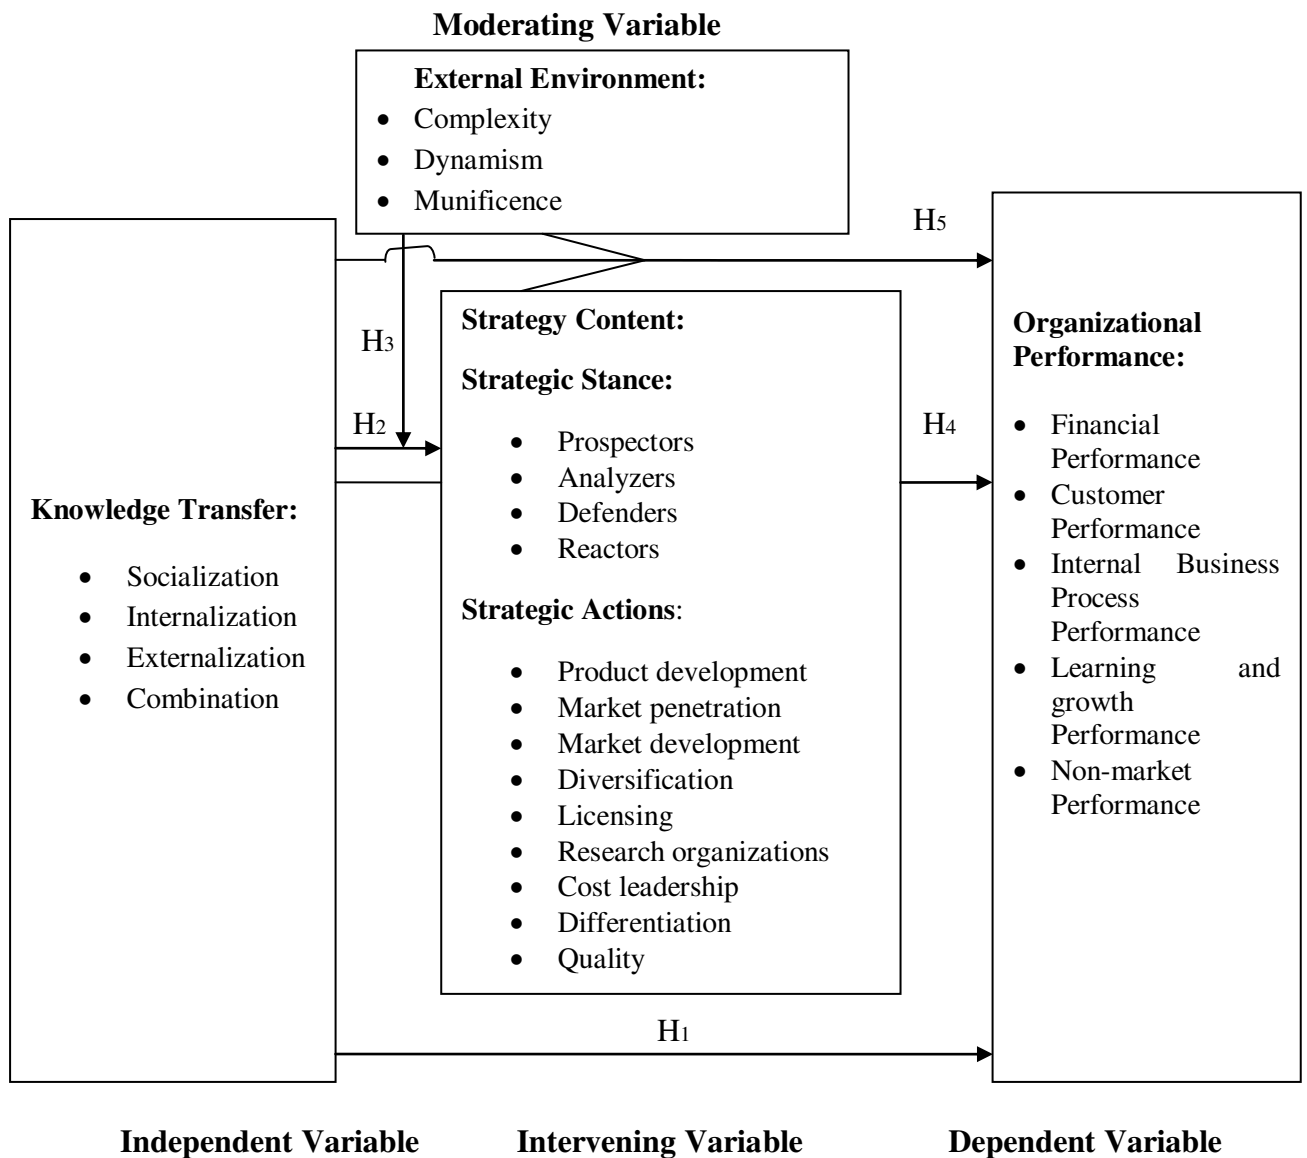 Moderating Variable
External Environment:
• Complexity
• Dynamism
• Munificence
H5
H3
H2
H4
H1
Knowledge Transfer:
• Socialization
• Internalization
• Externalization
• Combination
Strategy Content:
Strategic Stance:
• Prospectors
• Analyzers
• Defenders
• Reactors
Strategic Actions:
• Product development
• Market penetration
• Market development
• Diversification
• Licensing
• Research organizations
• Cost leadership
• Differentiation
• Quality
Organizational
Performance:
• Financial
Performance
• Customer
Performance
• Internal Business
Process
Performance
• Learning and
growth
Performance
• Non-market
Performance
Independent Variable
Intervening Variable
Dependent Variable